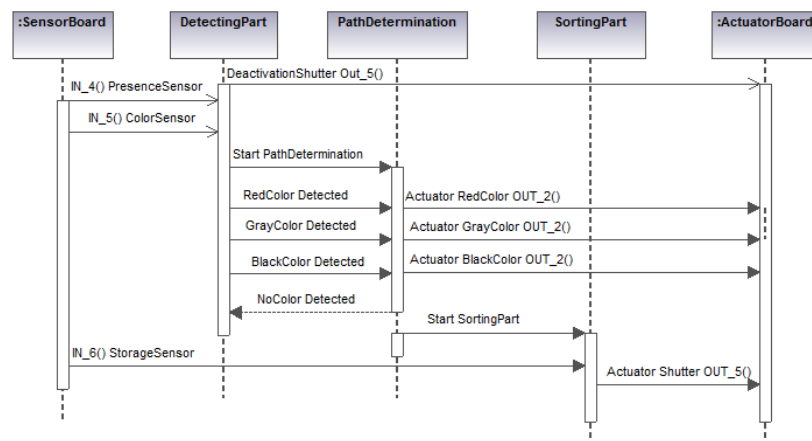 :SensorBoard
DetectingPart
PathDetermination
SortingPart
:ActuatorBoard
DeactivationShutter Out_5()
IN_4() PresenceSensor
IN_5() ColorSensor
Start PathDetermination
RedColor Detected
Actuator RedColor OUT_2()
GrayColor Detected
Actuator GrayColor OUT_2()
BlackColor Detected
Actuator BlackColor OUT_2()
NoColor Detected
Start SortingPart
IN_6() StorageSensor
Actuator Shutter OUT_5()